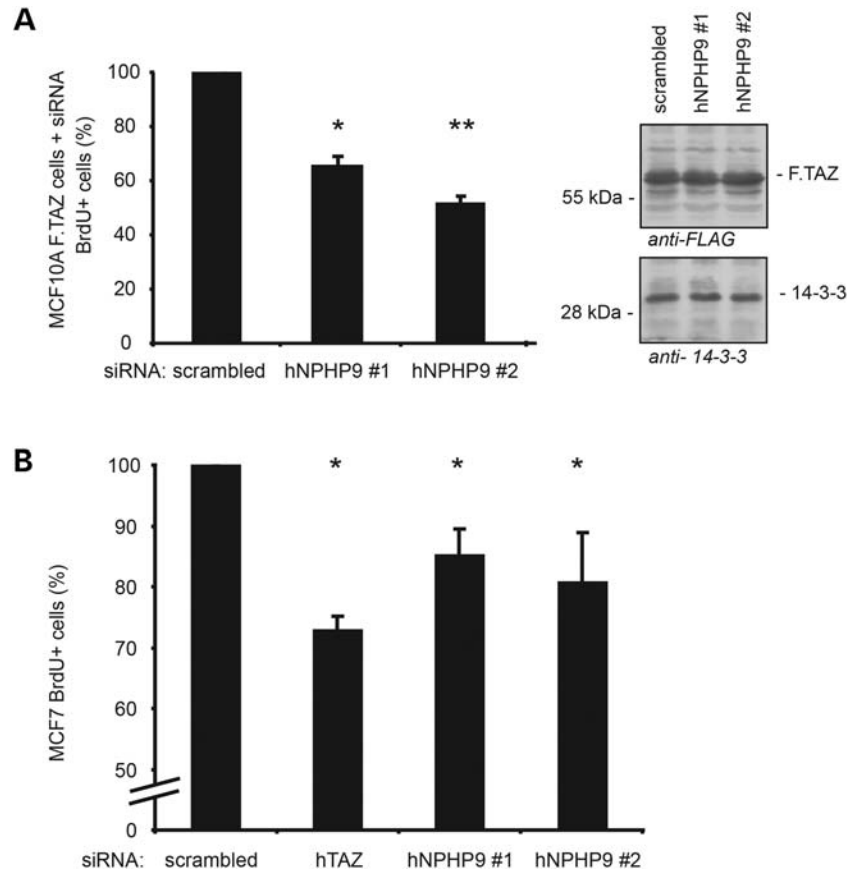 A
MCF10A F.TAZ cells + siRNA
BrdU+ cells (%)
100
80
60
40
20
0
*
**
siRNA: scrambled hNPHP9 #1 hNPHP9 #2
scrambled
hNPHP9 #1
hNPHP9 #2
55 kDa -
- F.TAZ
anti-FLAG
28 kDa -
- 14-3-3
anti- 14-3-3
B
MCF7 BrdU+ cells (%)
100
90
80
70
60
50
0
* * *
siRNA: scrambled hTAZ hNPHP9 #1 hNPHP9 #2